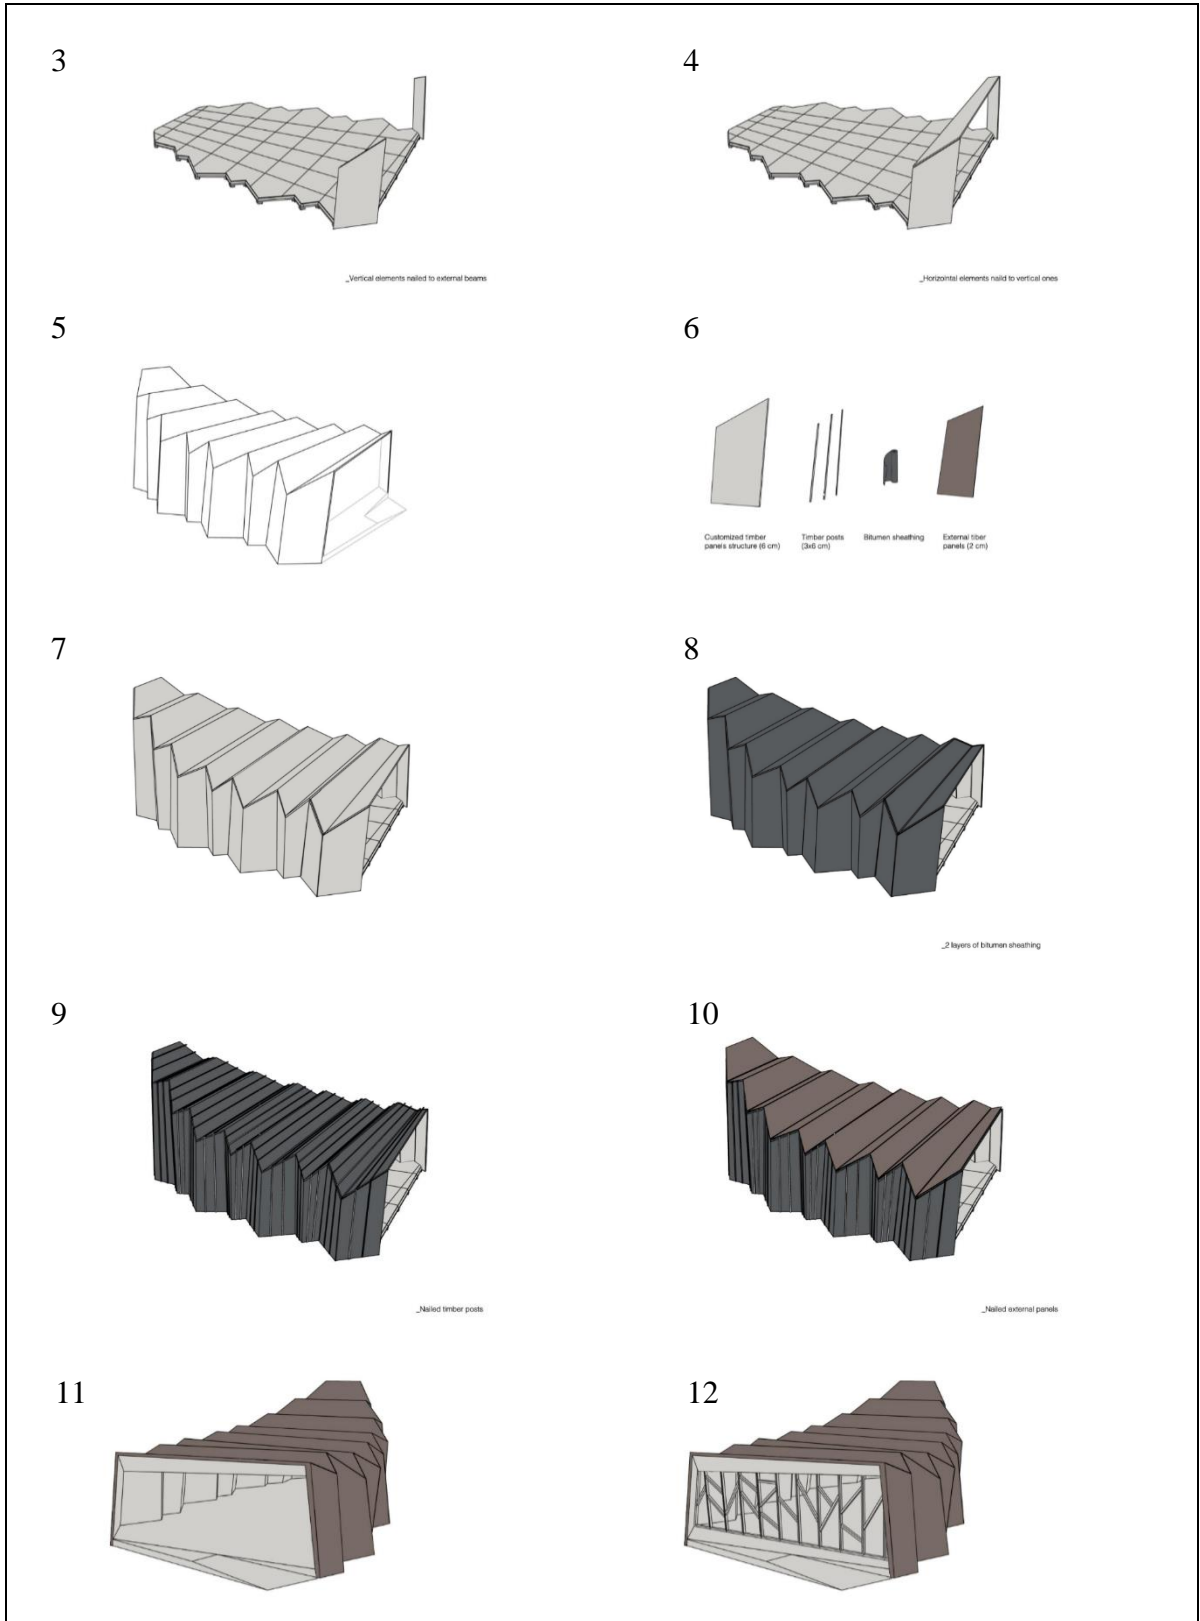 3
4
_Vertical elements nailed to external beams
_Horizointal elements naild to vertical ones
5
6
Customized timber
panels structure (6 cm)
Timber posts
(3x6 cm)
Bitumen sheathing
External tiber
panels (2 cm)
7
8
_2 layers of bitumen sheathing
9
10
_Nailed timber posts
_Nailed external panels
11
12